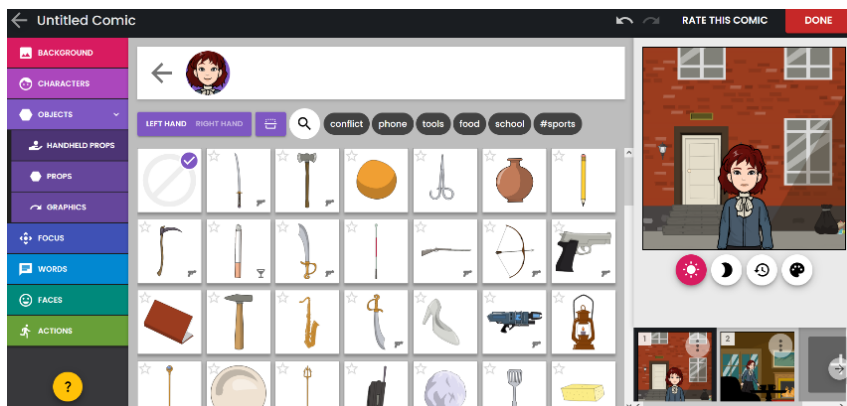 Untitled Comic
RATE THIS COMIC
DONE
BACKGROUND
CHARACTERS
OBJECTS
HANDHELD PROPS
PROPS
GRAPHICS
FOCUS
WORDS
FACES
ACTIONS
?
LEFT HAND RIGHT HAND
conflict phone tools food school #sports
1
2